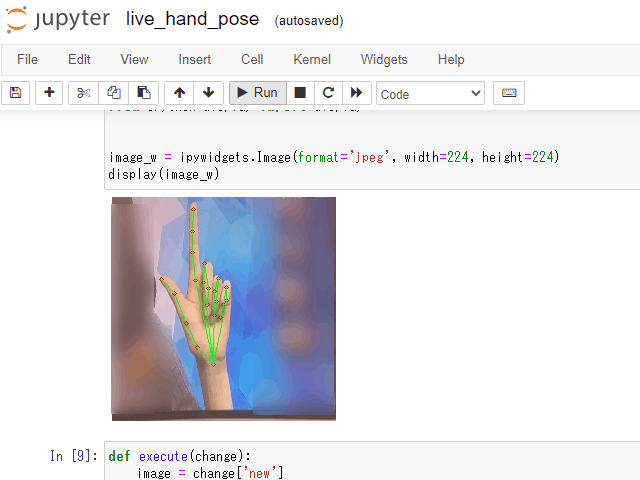 jupyter live_hand_pose (autosaved)
File Edit View Insert Cell Kernel Widgets Help
Run Code
image_w = ipywidgets.Image(format='jpeg', width=224, height=224)
display(image_w)
In [9]: def execute(change):
image = change['new']